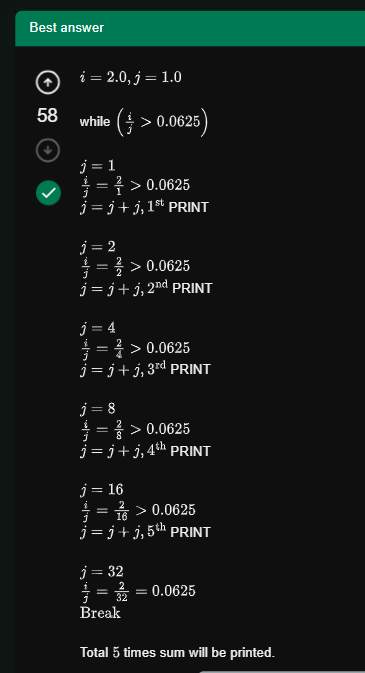 Best answer
i = 2.0, j = 1.0
58
while (i/j > 0.0625)
j = 1
i/j = 2/1 > 0.0625
j = j + j, 1st PRINT
j = 2
i/j = 2/2 > 0.0625
j = j + j, 2nd PRINT
j = 4
i/j = 2/4 > 0.0625
j = j + j, 3rd PRINT
j = 8
i/j = 2/8 > 0.0625
j = j + j, 4th PRINT
j = 16
i/j = 2/16 > 0.0625
j = j + j, 5th PRINT
j = 32
i/j = 2/32 = 0.0625
Break
Total 5 times sum will be printed.